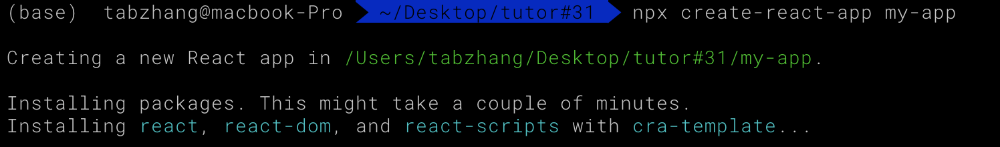 (base) tabzhang@macbook-Pro ~/Desktop/tutor#31 npx create-react-app my-app
Creating a new React app in /Users/tabzhang/Desktop/tutor#31/my-app.
Installing packages. This might take a couple of minutes.
Installing react, react-dom, and react-scripts with cra-template...